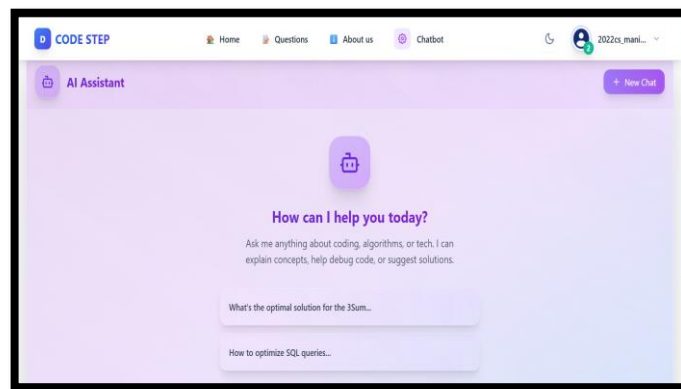 D CODE STEP Home Questions About us Chatbot 2022cs_mani...
2
AI Assistant + New Chat
How can I help you today?
Ask me anything about coding, algorithms, or tech. I can
explain concepts, help debug code, or suggest solutions.
What's the optimal solution for the 3Sum...
How to optimize SQL queries...